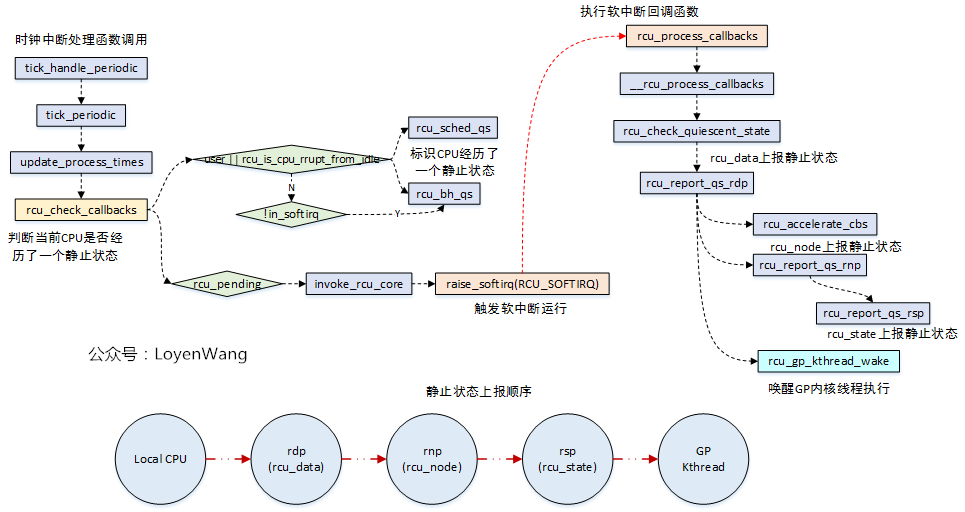 时钟中断处理函数调用
tick_handle_periodic
tick_periodic
update_process_times
rcu_check_callbacks
判断当前CPU是否经
历了一个静止状态
user || rcu_is_cpu_rrupt_from_idle
N
!in_softirq
Y
rcu_sched_qs
标识CPU经历了
一个静止状态
rcu_bh_qs
rcu_pending
invoke_rcu_core
raise_softirq(RCU_SOFTIRQ)
触发软中断运行
执行软中断回调函数
rcu_process_callbacks
__rcu_process_callbacks
rcu_check_quiescent_state
rcu_data上报静止状态
rcu_report_qs_rdp
rcu_accelerate_cbs
rcu_node上报静止状态
rcu_report_qs_rnp
rcu_report_qs_rsp
rcu_state上报静止状态
rcu_gp_kthread_wake
唤醒GP内核线程执行
公众号：LoyenWang
静止状态上报顺序
Local CPU
rdp
(rcu_data)
rnp
(rcu_node)
rsp
(rcu_state)
GP
Kthread